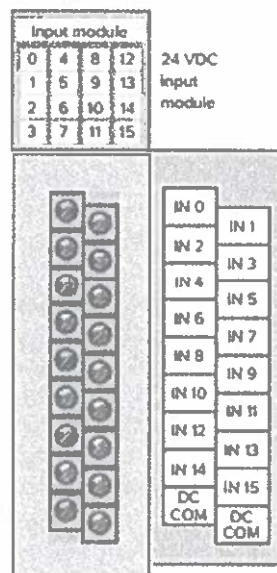 Input module
0 4 8 12
1 5 9 13
2 6 10 14
3 7 11 15
24 VDC
input
module
IN 0
IN 1
IN 2
IN 3
IN 4
IN 5
IN 6
IN 7
IN 8
IN 9
IN 10
IN 11
IN 12
IN 13
IN 14
IN 15
DC
COM
DC
COM